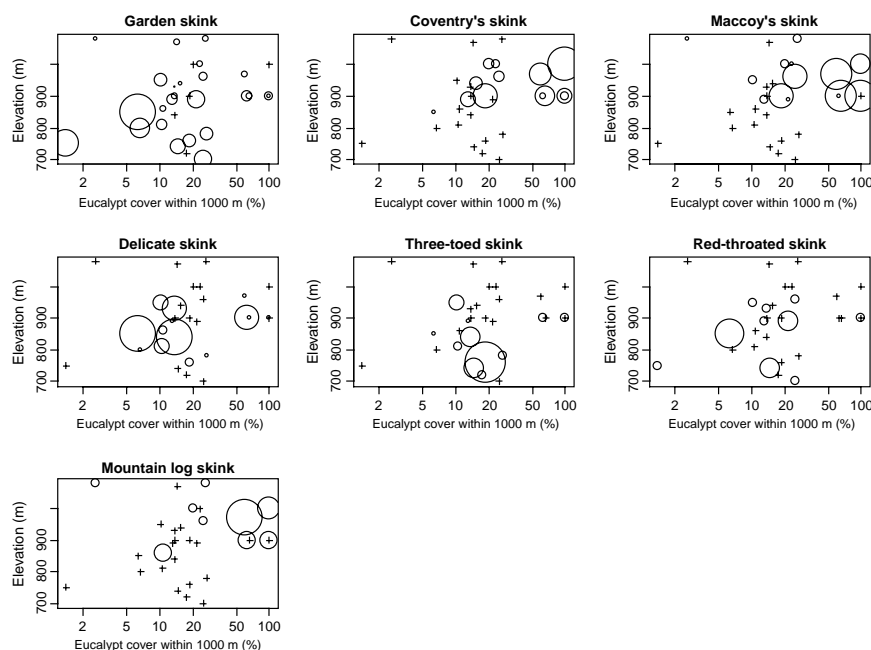 Garden skink
Elevation (m)
700 800 900
2 5 10 20 50 100
Eucalypt cover within 1000 m (%)
Coventry's skink
Elevation (m)
700 800 900
2 5 10 20 50 100
Eucalypt cover within 1000 m (%)
Maccoy's skink
Elevation (m)
700 800 900
2 5 10 20 50 100
Eucalypt cover within 1000 m (%)
Delicate skink
Elevation (m)
700 800 900
2 5 10 20 50 100
Eucalypt cover within 1000 m (%)
Three-toed skink
Elevation (m)
700 800 900
2 5 10 20 50 100
Eucalypt cover within 1000 m (%)
Red-throated skink
Elevation (m)
700 800 900
2 5 10 20 50 100
Eucalypt cover within 1000 m (%)
Mountain log skink
Elevation (m)
700 800 900
2 5 10 20 50 100
Eucalypt cover within 1000 m (%)